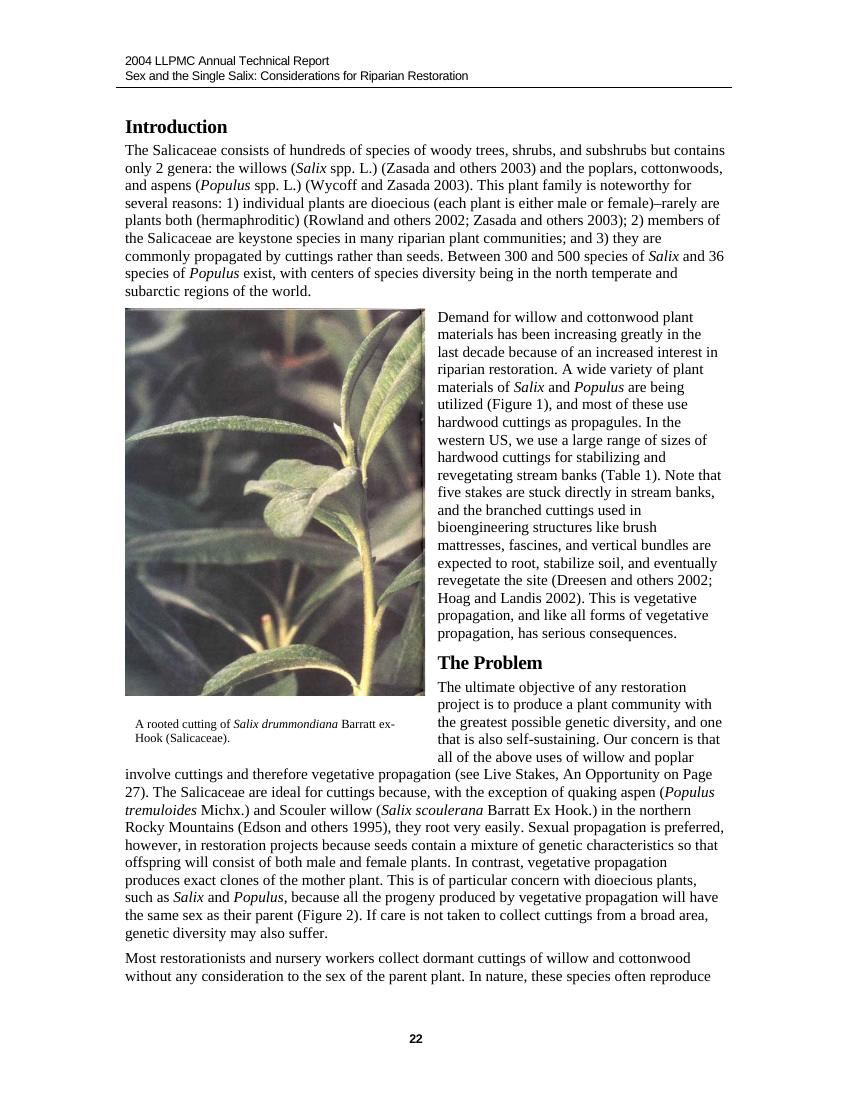 2004 LLPMC Annual Technical Report
Sex and the Single Salix: Considerations for Riparian Restoration
Introduction
The Salicaceae consists of hundreds of species of woody trees, shrubs, and subshrubs but contains
only 2 genera: the willows (Salix spp. L.) (Zasada and others 2003) and the poplars, cottonwoods,
and aspens (Populus spp. L.) (Wycoff and Zasada 2003). This plant family is noteworthy for
several reasons: 1) individual plants are dioecious (each plant is either male or female)–rarely are
plants both (hermaphroditic) (Rowland and others 2002; Zasada and others 2003); 2) members of
the Salicaceae are keystone species in many riparian plant communities; and 3) they are
commonly propagated by cuttings rather than seeds. Between 300 and 500 species of Salix and 36
species of Populus exist, with centers of species diversity being in the north temperate and
subarctic regions of the world.
Demand for willow and cottonwood plant
materials has been increasing greatly in the
last decade because of an increased interest in
riparian restoration. A wide variety of plant
materials of Salix and Populus are being
utilized (Figure 1), and most of these use
hardwood cuttings as propagules. In the
western US, we use a large range of sizes of
hardwood cuttings for stabilizing and
revegetating stream banks (Table 1). Note that
five stakes are stuck directly in stream banks,
and the branched cuttings used in
bioengineering structures like brush
mattresses, fascines, and vertical bundles are
expected to root, stabilize soil, and eventually
revegetate the site (Dreesen and others 2002;
Hoag and Landis 2002). This is vegetative
propagation, and like all forms of vegetative
propagation, has serious consequences.
A rooted cutting of Salix drummondiana Barratt ex-
Hook (Salicaceae).
The Problem
The ultimate objective of any restoration
project is to produce a plant community with
the greatest possible genetic diversity, and one
that is also self-sustaining. Our concern is that
all of the above uses of willow and poplar
involve cuttings and therefore vegetative propagation (see Live Stakes, An Opportunity on Page
27). The Salicaceae are ideal for cuttings because, with the exception of quaking aspen (Populus
tremuloides Michx.) and Scouler willow (Salix scoulerana Barratt Ex Hook.) in the northern
Rocky Mountains (Edson and others 1995), they root very easily. Sexual propagation is preferred,
however, in restoration projects because seeds contain a mixture of genetic characteristics so that
offspring will consist of both male and female plants. In contrast, vegetative propagation
produces exact clones of the mother plant. This is of particular concern with dioecious plants,
such as Salix and Populus, because all the progeny produced by vegetative propagation will have
the same sex as their parent (Figure 2). If care is not taken to collect cuttings from a broad area,
genetic diversity may also suffer.
Most restorationists and nursery workers collect dormant cuttings of willow and cottonwood
without any consideration to the sex of the parent plant. In nature, these species often reproduce
22